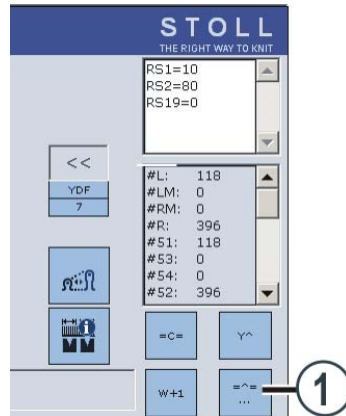 STOLL
THE RIGHT WAY TO KNIT
RS1=10
RS2=80
RS19=0
<<
YDF
7
#L: 118
#LM: 0
#RM: 0
#R: 396
#51: 118
#53: 0
#54: 0
#52: 396
=C=
Y^
W+1
=^=
...
1